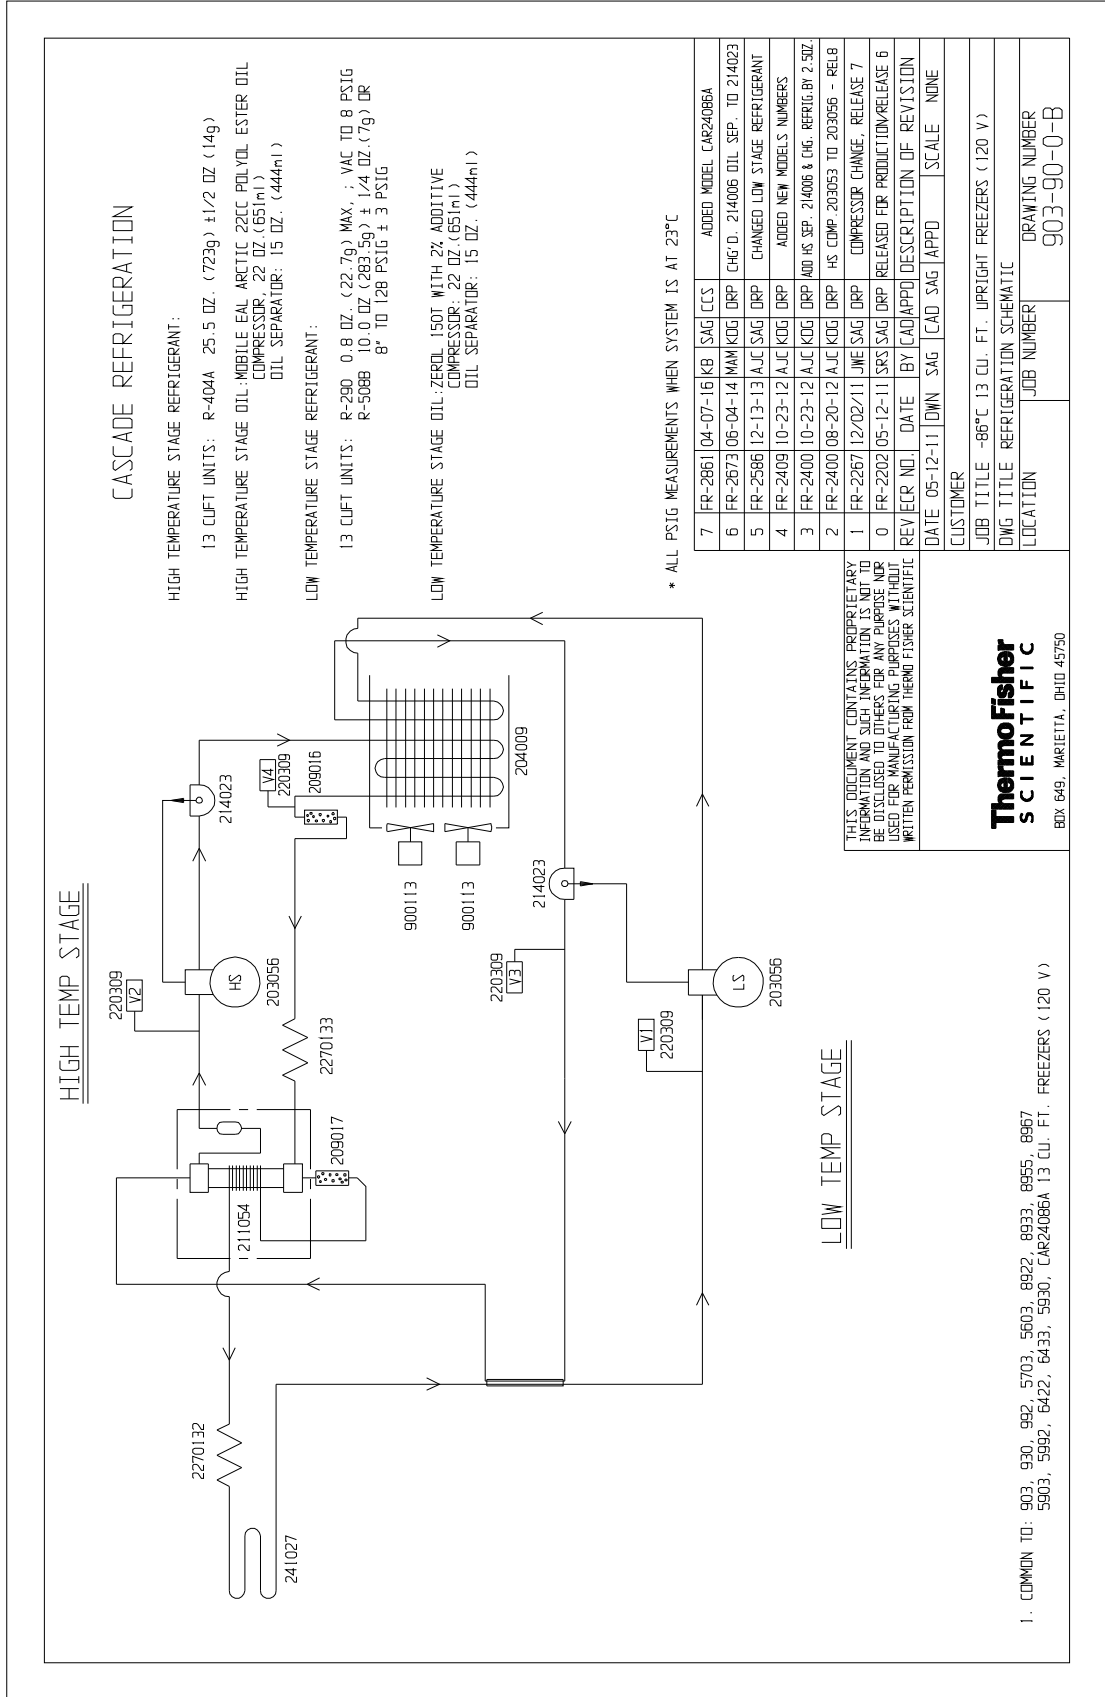 CASCADE REFRIGERATION
HIGH TEMPERATURE STAGE REFRIGERANT:
13 CUFT UNITS: R-404A 25.5 OZ. (723g) ±1/2 OZ (14g)
HIGH TEMPERATURE STAGE OIL:MOBILE EAL ARCTIC 22CC POLYOL ESTER OIL
COMPRESSOR, 22 OZ.(651ml)
OIL SEPARATOR: 15 OZ. (444ml)
LOW TEMPERATURE STAGE REFRIGERANT:
13 CUFT UNITS: R-290 0.8 OZ. (22.7g) MAX, ; VAC TO 8 PSIG
R-508B 10.0 OZ (283.5g) ± 1/4 OZ.(7g) OR
8" TO 128 PSIG ± 3 PSIG
LOW TEMPERATURE STAGE OIL:ZEROL 150T WITH 2% ADDITIVE
COMPRESSOR: 22 OZ.(651ml)
OIL SEPARATOR: 15 OZ. (444ml)
* ALL PSIG MEASUREMENTS WHEN SYSTEM IS AT 23°C
HIGH TEMP STAGE
220309
V2
HS
203056
214023
V4
220309
209016
204009
900113
900113
2270133
209017
211054
2270132
241027
214023
220309
V3
LS
203056
V1
220309
LOW TEMP STAGE
1. COMMON TO: 903, 930, 992, 5703, 5603, 8922, 8933, 8955, 8967
5903, 5992, 6422, 6433, 5930, CAR24086A 13 CU. FT. FREEZERS (120 V)
THIS DOCUMENT CONTAINS PROPRIETARY
INFORMATION AND SUCH INFORMATION IS NOT TO
BE DISCLOSED TO OTHERS FOR ANY PURPOSE NOR
USED FOR MANUFACTURING PURPOSES WITHOUT
WRITTEN PERMISSION FROM THERMO FISHER SCIENTIFIC
ThermoFisher
SCIENTIFIC
BOX 649, MARIETTA, OHIO 45750
7 FR-2861 04-07-16 KB SAG CCS ADDED MODEL CAR24086A
6 FR-2673 06-04-14 MAM KDG DRP CHG'D. 214006 OIL SEP. TO 214023
5 FR-2586 12-13-13 AJC SAG DRP CHANGED LOW STAGE REFRIGERANT
4 FR-2409 10-23-12 AJC KDG DRP ADDED NEW MODELS NUMBERS
3 FR-2400 10-23-12 AJC KDG DRP ADD HS SEP. 214006 & CHG. REFRIG.BY 2.5OZ.
2 FR-2400 08-20-12 AJC KDG DRP HS COMP.203053 TO 203056 - REL8
1 FR-2267 12/02/11 JWE SAG DRP COMPRESSOR CHANGE, RELEASE 7
0 FR-2202 05-12-11 SRS SAG DRP RELEASED FOR PRODUCTION/RELEASE 6
REV ECR NO. DATE BY CAD APPD DESCRIPTION OF REVISION
DATE 05-12-11 DWN SAG CAD SAG APPD SCALE NONE
CUSTOMER
JOB TITLE -86°C 13 CU. FT. UPRIGHT FREEZERS (120 V)
DWG TITLE REFRIGERATION SCHEMATIC
LOCATION JOB NUMBER DRAWING NUMBER
903-90-0-B